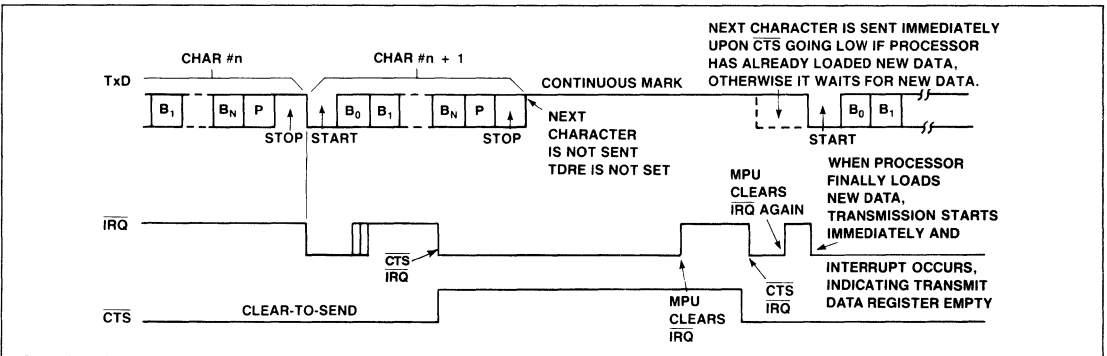 NEXT CHARACTER IS SENT IMMEDIATELY
UPON CTS GOING LOW IF PROCESSOR
HAS ALREADY LOADED NEW DATA,
OTHERWISE IT WAITS FOR NEW DATA.
CHAR #n
CHAR #n + 1
TxD
CONTINUOUS MARK
B1
BN
P
B0
B1
BN
P
B0
B1
STOP
START
STOP
NEXT
CHARACTER
IS NOT SENT
TDRE IS NOT SET
START
MPU
CLEARS
IRQ AGAIN
WHEN PROCESSOR
FINALLY LOADS
NEW DATA,
TRANSMISSION STARTS
IMMEDIATELY AND
IRQ
CTS
IRQ
INTERRUPT OCCURS,
INDICATING TRANSMIT
DATA REGISTER EMPTY
MPU
CLEARS
IRQ
CTS
IRQ
CTS
CLEAR-TO-SEND